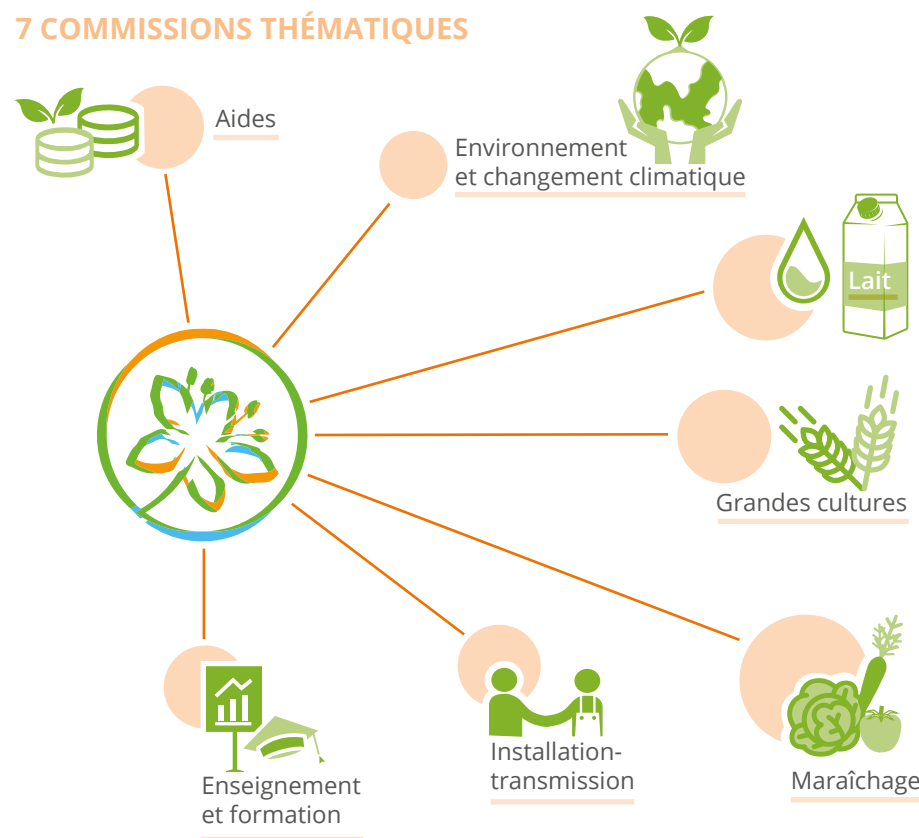 7 COMMISSIONS THÉMATIQUES
Aides
Environnement
et changement climatique
Lait
Grandes cultures
Maraîchage
Installation-
transmission
Enseignement
et formation